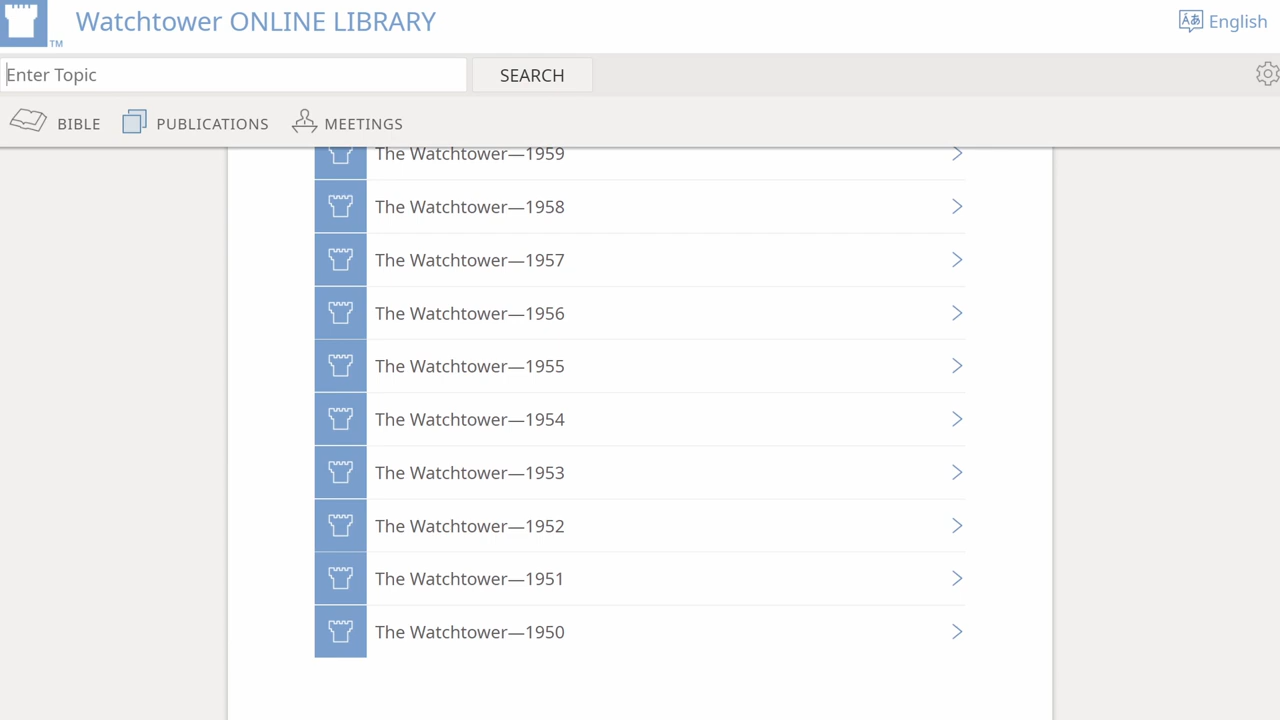 Watchtower ONLINE LIBRARY
TM
English
Enter Topic
SEARCH
BIBLE
PUBLICATIONS
MEETINGS
The Watchtower—1959
The Watchtower—1958
The Watchtower—1957
The Watchtower—1956
The Watchtower—1955
The Watchtower—1954
The Watchtower—1953
The Watchtower—1952
The Watchtower—1951
The Watchtower—1950